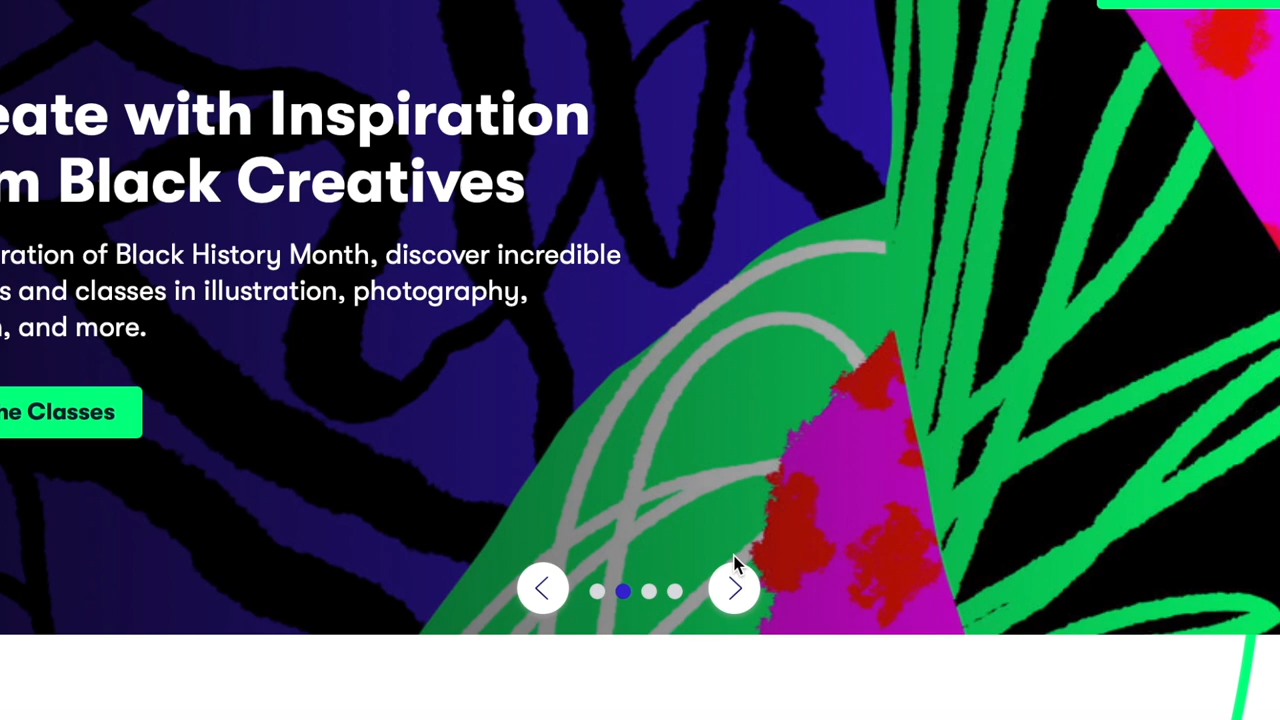 eate with Inspiration
m Black Creatives
ration of Black History Month, discover incredible
s and classes in illustration, photography,
, and more.
he Classes